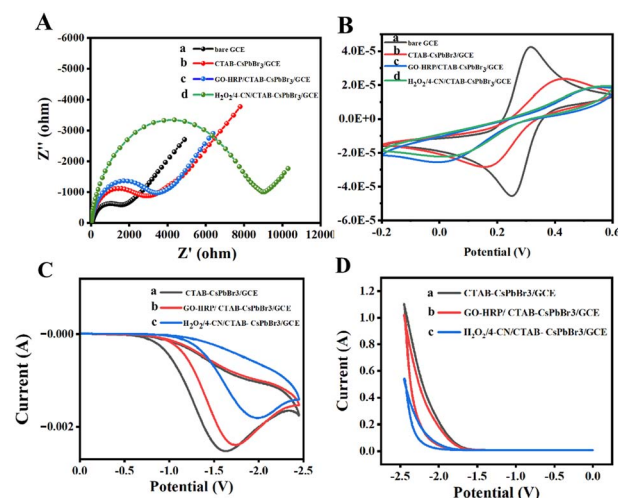 A
-6000
-5000
-4000
-3000
-2000
-1000
0
Z'' (ohm)
a bare GCE
b CTAB-CsPbBr3/GCE
c GO-HRP/CTAB-CsPbBr3/GCE
d H2O2/4-CN/CTAB-CsPbBr3/GCE
0 2000 4000 6000 8000 10000 12000
Z' (ohm)
B
4.0E-5
2.0E-5
0.0E+0
-2.0E-5
-4.0E-5
-6.0E-5
Current (A)
a bare GCE
b CTAB-CsPbBr3/GCE
c GO-HRP/CTAB-CsPbBr3/GCE
d H2O2/4-CN/CTAB-CsPbBr3/GCE
-0.2 0.0 0.2 0.4 0.6
Potential (V)
C
a CTAB-CsPbBr3/GCE
b GO-HRP/ CTAB-CsPbBr3/GCE
c H2O2/4-CN/CTAB- CsPbBr3/GCE
-0.000
-0.002
Current (A)
0.0 -0.5 -1.0 -1.5 -2.0 -2.5
Potential (V)
D
1.2
1.0
0.8
0.6
0.4
0.2
0.0
Current (A)
a CTAB-CsPbBr3/GCE
b GO-HRP/ CTAB-CsPbBr3/GCE
c H2O2/4-CN/CTAB- CsPbBr3/GCE
-2.5 -2.0 -1.5 -1.0 -0.5 0.0
Potential (V)